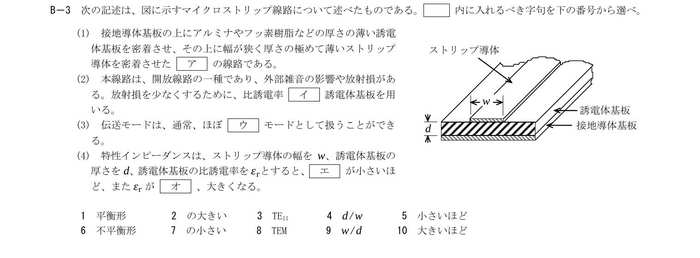 B－3 次の記述は、図に示すマイクロストリップ線路について述べたものである。 内に入れるべき字句を下の番号から選べ。
(1) 接地導体基板の上にアルミナやフッ素樹脂などの厚さの薄い誘電
体基板を密着させ、その上に幅が狭く厚さの極めて薄いストリップ
導体を密着させた ア の線路である。
(2) 本線路は、開放線路の一種であり、外部雑音の影響や放射損があ
る。放射損を少なくするために、比誘電率 イ 誘電体基板を用
いる。
(3) 伝送モードは、通常、ほぼ ウ モードとして扱うことができ
る。
(4) 特性インピーダンスは、ストリップ導体の幅を w、誘電体基板の
厚さを d、誘電体基板の比誘電率をεrとすると、 エ が小さいほ
ど、またεrが オ 、大きくなる。
ストリップ導体
w
d
誘電体基板
接地導体基板
1 平衡形 2 の大きい 3 TE11 4 d/w 5 小さいほど
6 不平衡形 7 の小さい 8 TEM 9 w/d 10 大きいほど